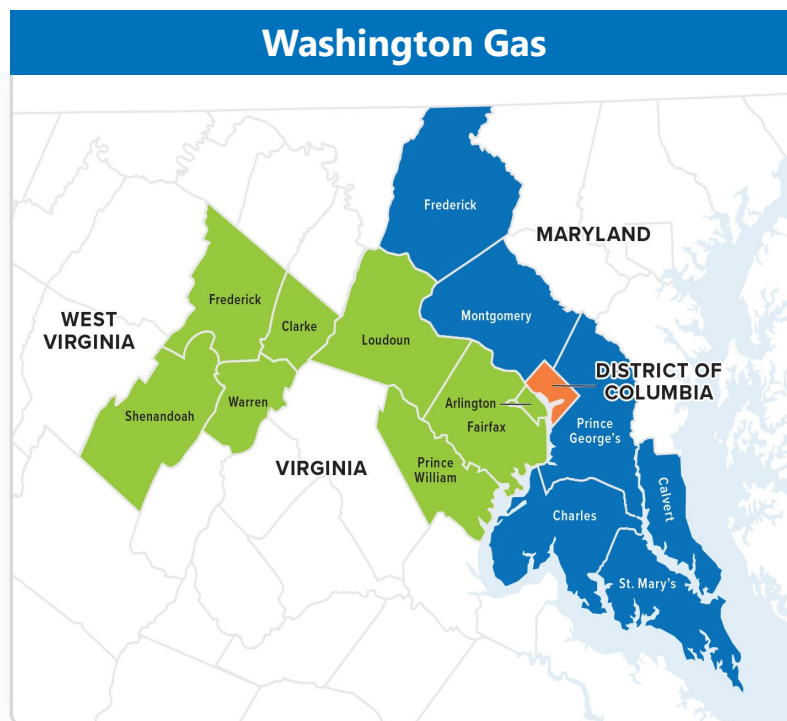 Washington Gas
Frederick
MARYLAND
Frederick
Montgomery
WEST
VIRGINIA
Clarke
Loudoun
DISTRICT OF
COLUMBIA
Shenandoah
Warren
Arlington
Fairfax
Prince
George's
VIRGINIA
Prince
William
Calvert
Charles
St. Mary's